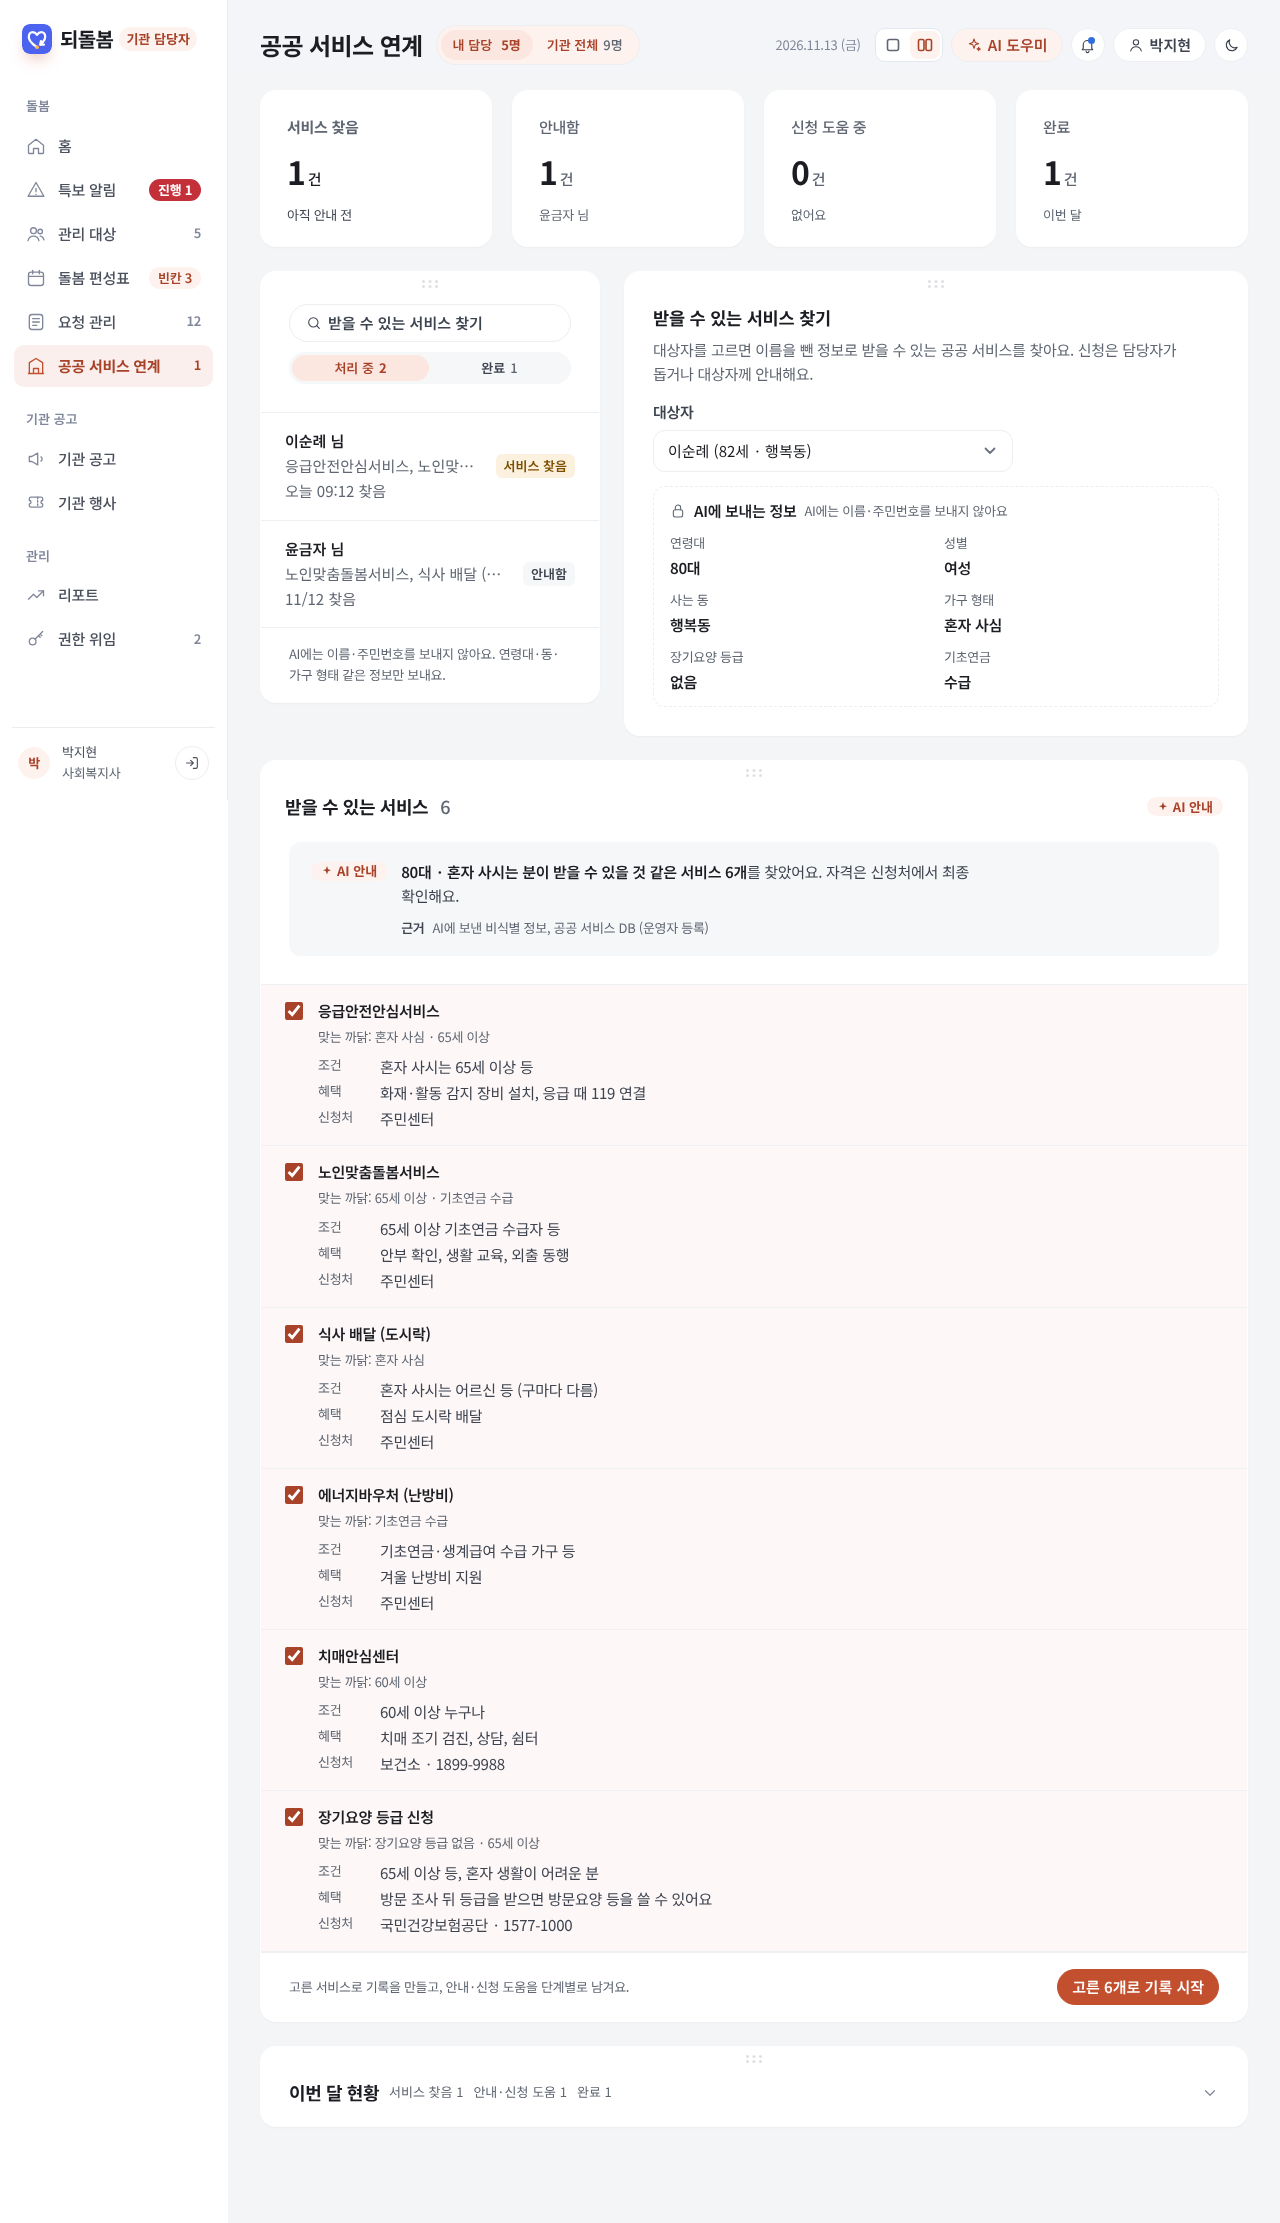 되돌봄 기관 담당자
돌봄
홈
특보 알림 진행 1
관리 대상 5
돌봄 편성표 빈칸 3
요청 관리 12
공공 서비스 연계 1
기관 공고
기관 공고
기관 행사
관리
리포트
권한 위임 2
박 박지현
사회복지사
공공 서비스 연계 내 담당 5명 기관 전체 9명 2026.11.13 (금) AI 도우미 박지현
서비스 찾음
1건
아직 안내 전
안내함
1건
윤금자 님
신청 도움 중
0건
없어요
완료
1건
이번 달
받을 수 있는 서비스 찾기
처리 중 2 완료 1
이순례 님
응급안전안심서비스, 노인맞… 서비스 찾음
오늘 09:12 찾음
윤금자 님
노인맞춤돌봄서비스, 식사 배달 (… 안내함
11/12 찾음
AI에는 이름·주민번호를 보내지 않아요. 연령대·동·
가구 형태 같은 정보만 보내요.
받을 수 있는 서비스 찾기
대상자를 고르면 이름을 뺀 정보로 받을 수 있는 공공 서비스를 찾아요. 신청은 담당자가
돕거나 대상자께 안내해요.
대상자
이순례 (82세 · 행복동)
AI에 보내는 정보 AI에는 이름·주민번호를 보내지 않아요
연령대 성별
80대 여성
사는 동 가구 형태
행복동 혼자 사심
장기요양 등급 기초연금
없음 수급
받을 수 있는 서비스 6 AI 안내
AI 안내 80대 · 혼자 사시는 분이 받을 수 있을 것 같은 서비스 6개를 찾았어요. 자격은 신청처에서 최종
확인해요.
근거 AI에 보낸 비식별 정보, 공공 서비스 DB (운영자 등록)
응급안전안심서비스
맞는 까닭: 혼자 사심 · 65세 이상
조건 혼자 사시는 65세 이상 등
혜택 화재·활동 감지 장비 설치, 응급 때 119 연결
신청처 주민센터
노인맞춤돌봄서비스
맞는 까닭: 65세 이상 · 기초연금 수급
조건 65세 이상 기초연금 수급자 등
혜택 안부 확인, 생활 교육, 외출 동행
신청처 주민센터
식사 배달 (도시락)
맞는 까닭: 혼자 사심
조건 혼자 사시는 어르신 등 (구마다 다름)
혜택 점심 도시락 배달
신청처 주민센터
에너지바우처 (난방비)
맞는 까닭: 기초연금 수급
조건 기초연금·생계급여 수급 가구 등
혜택 겨울 난방비 지원
신청처 주민센터
치매안심센터
맞는 까닭: 60세 이상
조건 60세 이상 누구나
혜택 치매 조기 검진, 상담, 쉼터
신청처 보건소 · 1899-9988
장기요양 등급 신청
맞는 까닭: 장기요양 등급 없음 · 65세 이상
조건 65세 이상 등, 혼자 생활이 어려운 분
혜택 방문 조사 뒤 등급을 받으면 방문요양 등을 쓸 수 있어요
신청처 국민건강보험공단 · 1577-1000
고른 서비스로 기록을 만들고, 안내·신청 도움을 단계별로 남겨요. 고른 6개로 기록 시작
이번 달 현황 서비스 찾음 1 안내·신청 도움 1 완료 1